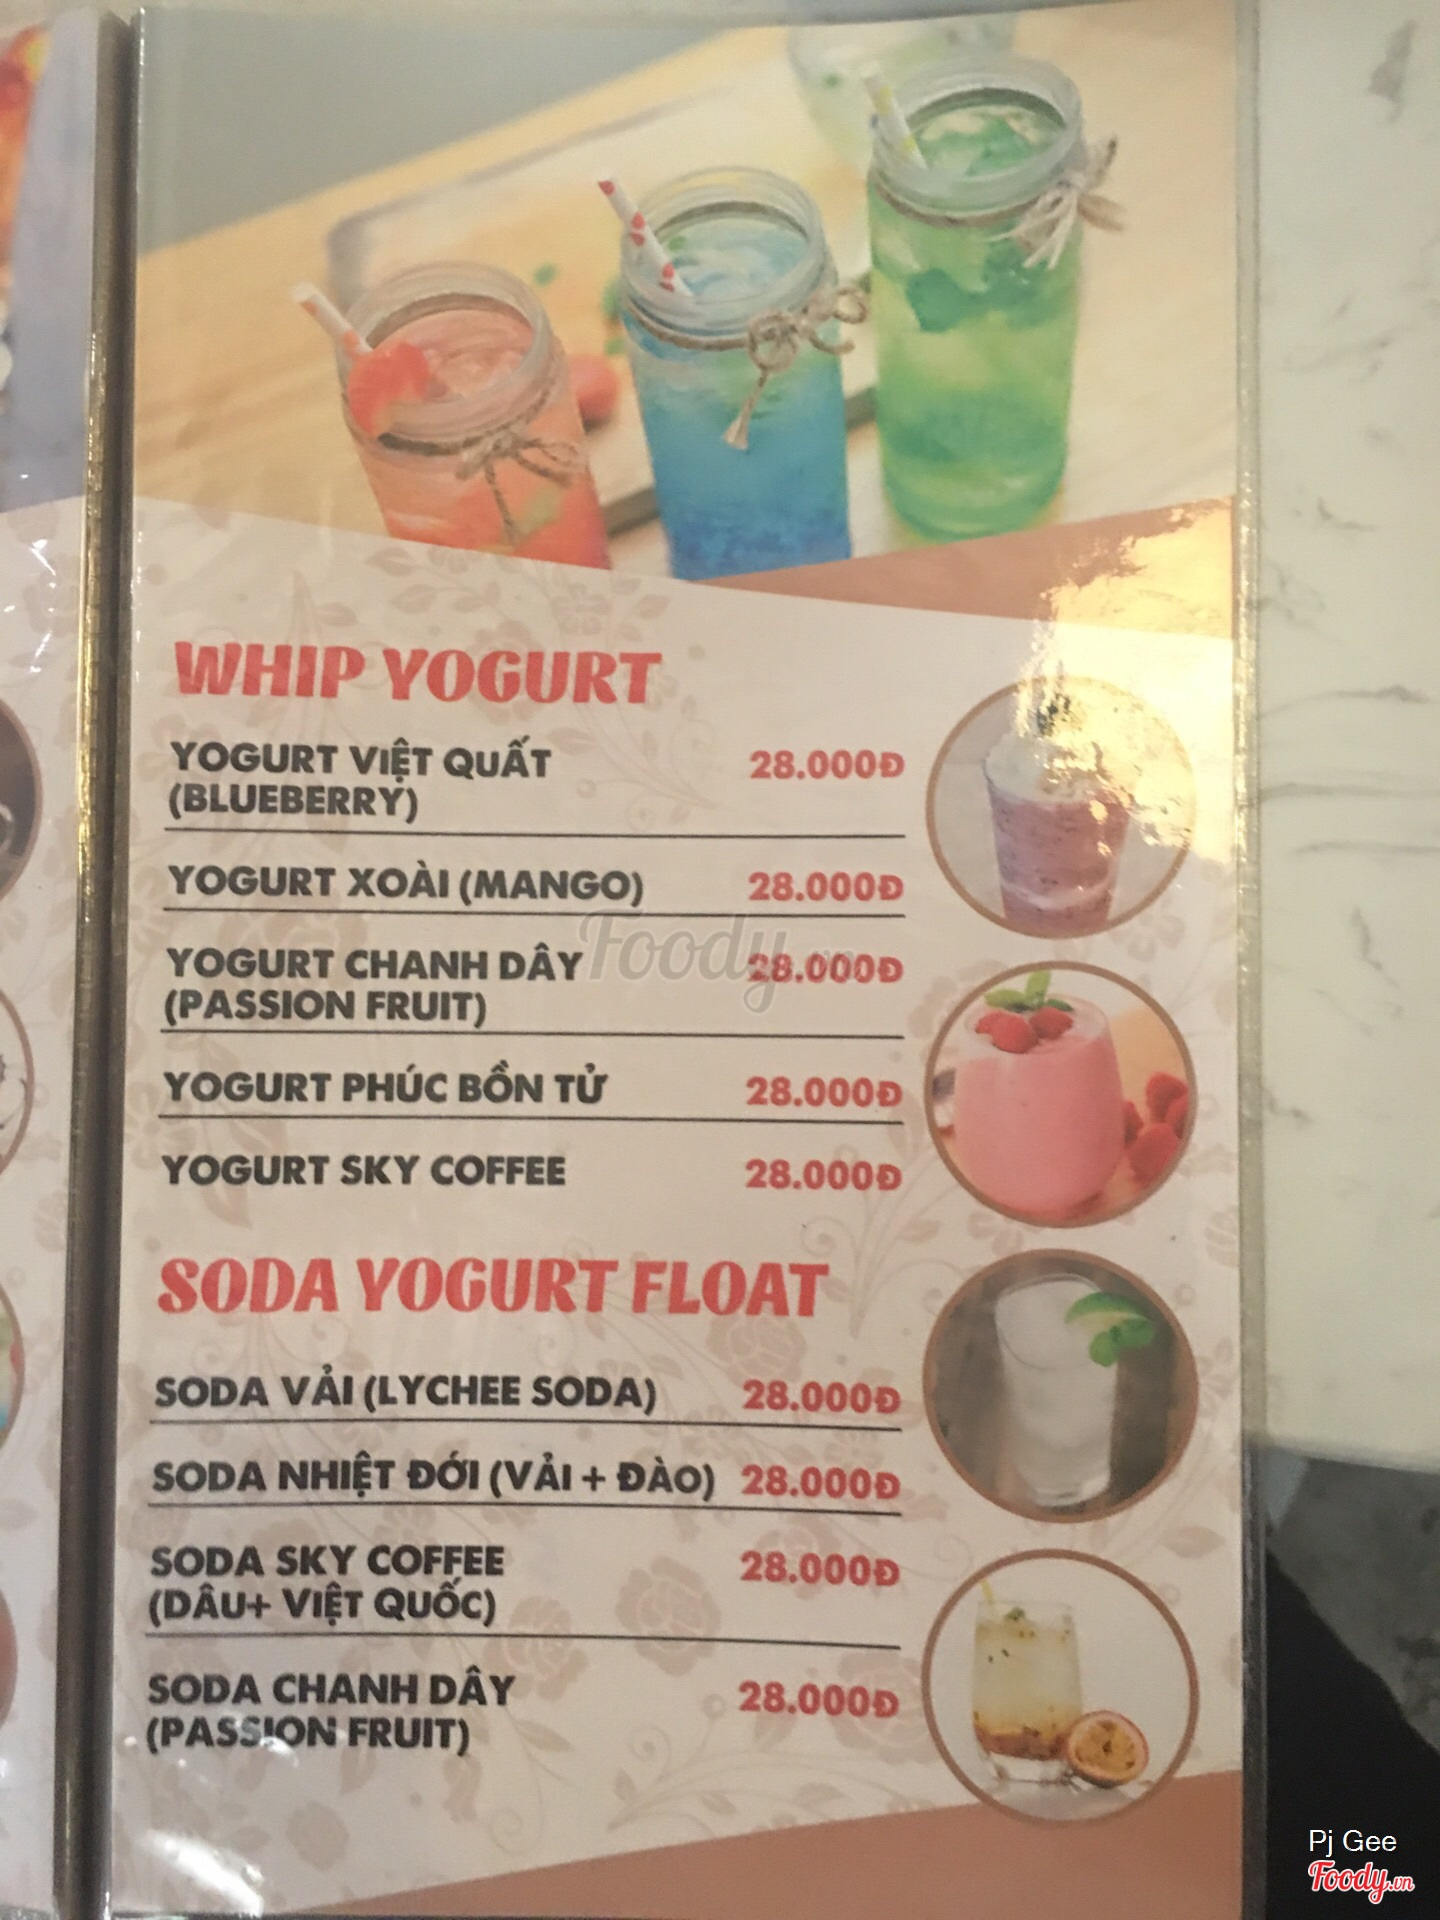 WHIP YOGURT
YOGURT VIỆT QUẤT 28.000Đ
(BLUEBERRY)
YOGURT XOÀI (MANGO) 28.000Đ
YOGURT CHANH DÂY 28.000Đ
(PASSION FRUIT)
YOGURT PHÚC BỒN TỬ 28.000Đ
YOGURT SKY COFFEE 28.000Đ
SODA YOGURT FLOAT
SODA VẢI (LYCHEE SODA) 28.000Đ
SODA NHIỆT ĐỚI (VẢI + ĐÀO) 28.000Đ
SODA SKY COFFEE 28.000Đ
(DÂU+ VIỆT QUỐC)
SODA CHANH DÂY 28.000Đ
(PASSION FRUIT)
Foody.vn
Pj Gee
Foody.vn